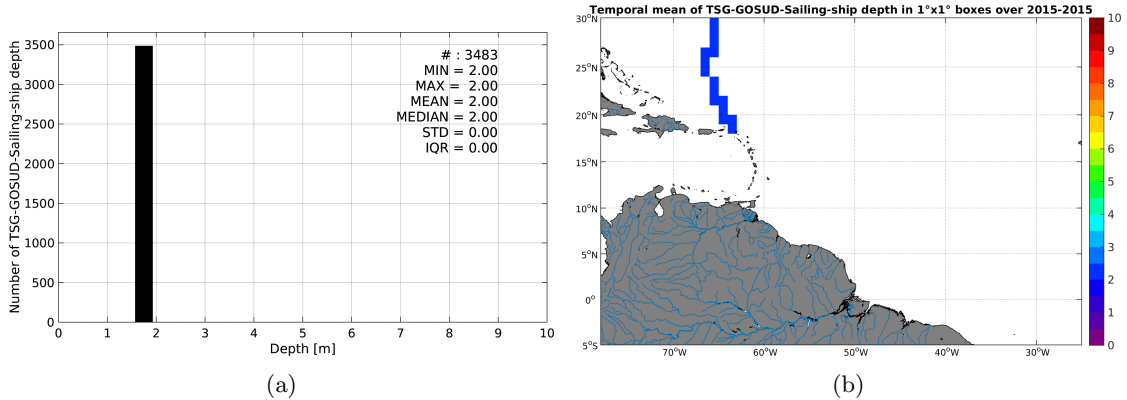 Number of TSG-GOSUD-Sailing-ship depth
3500
3000
2500
2000
1500
1000
500
0
# : 3483
MIN = 2.00
MAX =  2.00
MEAN = 2.00
MEDIAN = 2.00
STD = 0.00
IQR = 0.00
0 1 2 3 4 5 6 7 8 9 10
Depth [m]
(a)
Temporal mean of TSG-GOSUD-Sailing-ship depth in 1°x1° boxes over 2015-2015
30°N
25°N
20°N
15°N
10°N
5°N
0°
5°S
70°W 60°W 50°W 40°W 30°W
10
9
8
7
6
5
4
3
2
1
0
(b)